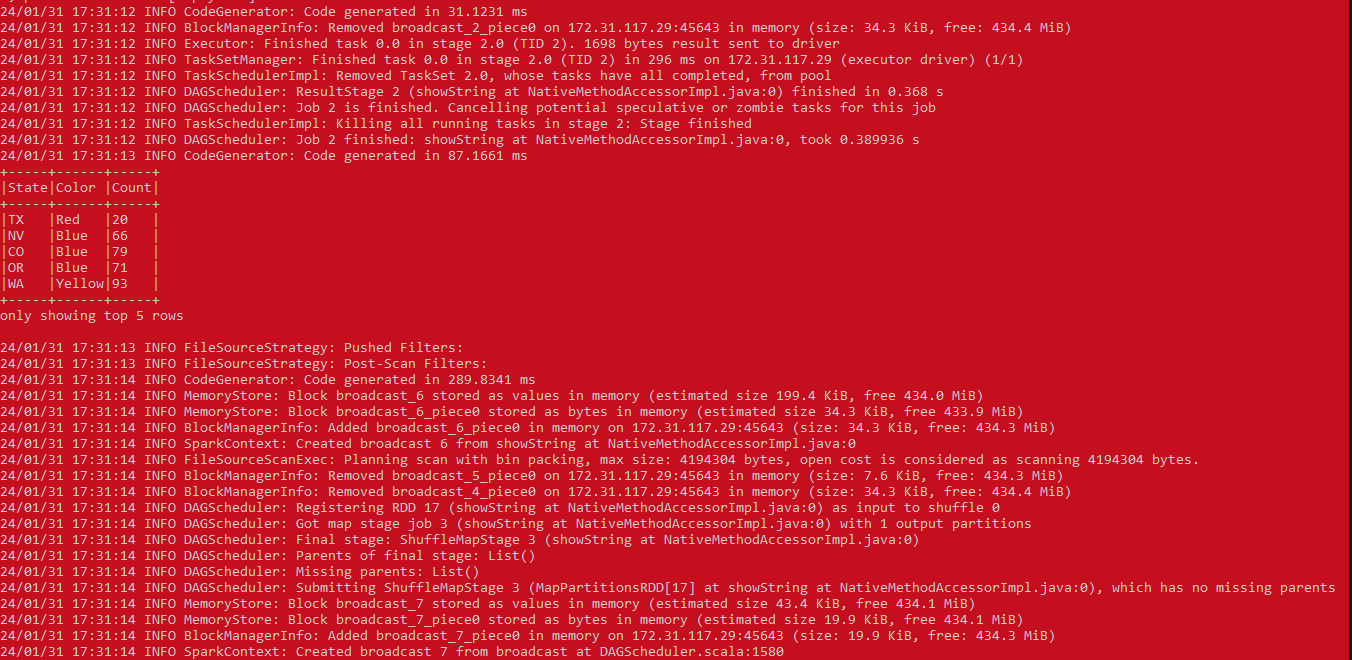 24/01/31 17:31:12 INFO CodeGenerator: Code generated in 31.1231 ms
24/01/31 17:31:12 INFO BlockManagerInfo: Removed broadcast_2_piece0 on 172.31.117.29:45643 in memory (size: 34.3 KiB, free: 434.4 MiB)
24/01/31 17:31:12 INFO Executor: Finished task 0.0 in stage 2.0 (TID 2). 1698 bytes result sent to driver
24/01/31 17:31:12 INFO TaskSetManager: Finished task 0.0 in stage 2.0 (TID 2) in 296 ms on 172.31.117.29 (executor driver) (1/1)
24/01/31 17:31:12 INFO TaskSchedulerImpl: Removed TaskSet 2.0, whose tasks have all completed, from pool
24/01/31 17:31:12 INFO DAGScheduler: ResultStage 2 (showString at NativeMethodAccessorImpl.java:0) finished in 0.368 s
24/01/31 17:31:12 INFO DAGScheduler: Job 2 is finished. Cancelling potential speculative or zombie tasks for this job
24/01/31 17:31:12 INFO TaskSchedulerImpl: Killing all running tasks in stage 2: Stage finished
24/01/31 17:31:12 INFO DAGScheduler: Job 2 finished: showString at NativeMethodAccessorImpl.java:0, took 0.389936 s
24/01/31 17:31:13 INFO CodeGenerator: Code generated in 87.1661 ms
+-----+------+-----+
|State|Color |Count|
+-----+------+-----+
|TX   |Red   |20   |
|NV   |Blue  |66   |
|CO   |Blue  |79   |
|OR   |Blue  |71   |
|WA   |Yellow|93   |
+-----+------+-----+
only showing top 5 rows
24/01/31 17:31:13 INFO FileSourceStrategy: Pushed Filters:
24/01/31 17:31:13 INFO FileSourceStrategy: Post-Scan Filters:
24/01/31 17:31:14 INFO CodeGenerator: Code generated in 289.8341 ms
24/01/31 17:31:14 INFO MemoryStore: Block broadcast_6 stored as values in memory (estimated size 199.4 KiB, free 434.0 MiB)
24/01/31 17:31:14 INFO MemoryStore: Block broadcast_6_piece0 stored as bytes in memory (estimated size 34.3 KiB, free 433.9 MiB)
24/01/31 17:31:14 INFO BlockManagerInfo: Added broadcast_6_piece0 in memory on 172.31.117.29:45643 (size: 34.3 KiB, free: 434.3 MiB)
24/01/31 17:31:14 INFO SparkContext: Created broadcast 6 from showString at NativeMethodAccessorImpl.java:0
24/01/31 17:31:14 INFO FileSourceScanExec: Planning scan with bin packing, max size: 4194304 bytes, open cost is considered as scanning 4194304 bytes.
24/01/31 17:31:14 INFO BlockManagerInfo: Removed broadcast_5_piece0 on 172.31.117.29:45643 in memory (size: 7.6 KiB, free: 434.3 MiB)
24/01/31 17:31:14 INFO BlockManagerInfo: Removed broadcast_4_piece0 on 172.31.117.29:45643 in memory (size: 34.3 KiB, free: 434.4 MiB)
24/01/31 17:31:14 INFO DAGScheduler: Registering RDD 17 (showString at NativeMethodAccessorImpl.java:0) as input to shuffle 0
24/01/31 17:31:14 INFO DAGScheduler: Got map stage job 3 (showString at NativeMethodAccessorImpl.java:0) with 1 output partitions
24/01/31 17:31:14 INFO DAGScheduler: Final stage: ShuffleMapStage 3 (showString at NativeMethodAccessorImpl.java:0)
24/01/31 17:31:14 INFO DAGScheduler: Parents of final stage: List()
24/01/31 17:31:14 INFO DAGScheduler: Missing parents: List()
24/01/31 17:31:14 INFO DAGScheduler: Submitting ShuffleMapStage 3 (MapPartitionsRDD[17] at showString at NativeMethodAccessorImpl.java:0), which has no missing parents
24/01/31 17:31:14 INFO MemoryStore: Block broadcast_7 stored as values in memory (estimated size 43.4 KiB, free 434.1 MiB)
24/01/31 17:31:14 INFO MemoryStore: Block broadcast_7_piece0 stored as bytes in memory (estimated size 19.9 KiB, free 434.1 MiB)
24/01/31 17:31:14 INFO BlockManagerInfo: Added broadcast_7_piece0 in memory on 172.31.117.29:45643 (size: 19.9 KiB, free: 434.3 MiB)
24/01/31 17:31:14 INFO SparkContext: Created broadcast 7 from broadcast at DAGScheduler.scala:1580